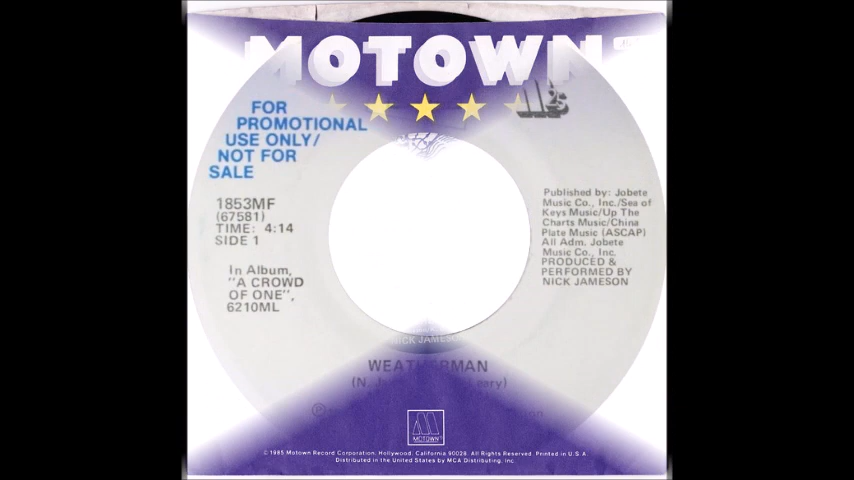 MOTOWN
FOR
PROMOTIONAL
USE ONLY/
NOT FOR
SALE
1853MF
(67581)
TIME: 4:14
SIDE 1
In Album,
"A CROWD
OF ONE",
6210ML
Published by: Jobete
Music Co., Inc./Sea of
Keys Music/Up The
Charts Music/China
Plate Music (ASCAP)
All Adm. Jobete
Music Co., Inc.
PRODUCED &
PERFORMED BY
NICK JAMESON
NICK JAMESON
WEATHERMAN
(N.
MOTOWN
© 1985 Motown Record Corporation, Hollywood, California 90028. All Rights Reserved. Printed in U.S.A.
Distributed in the United States by MCA Distributing, Inc.